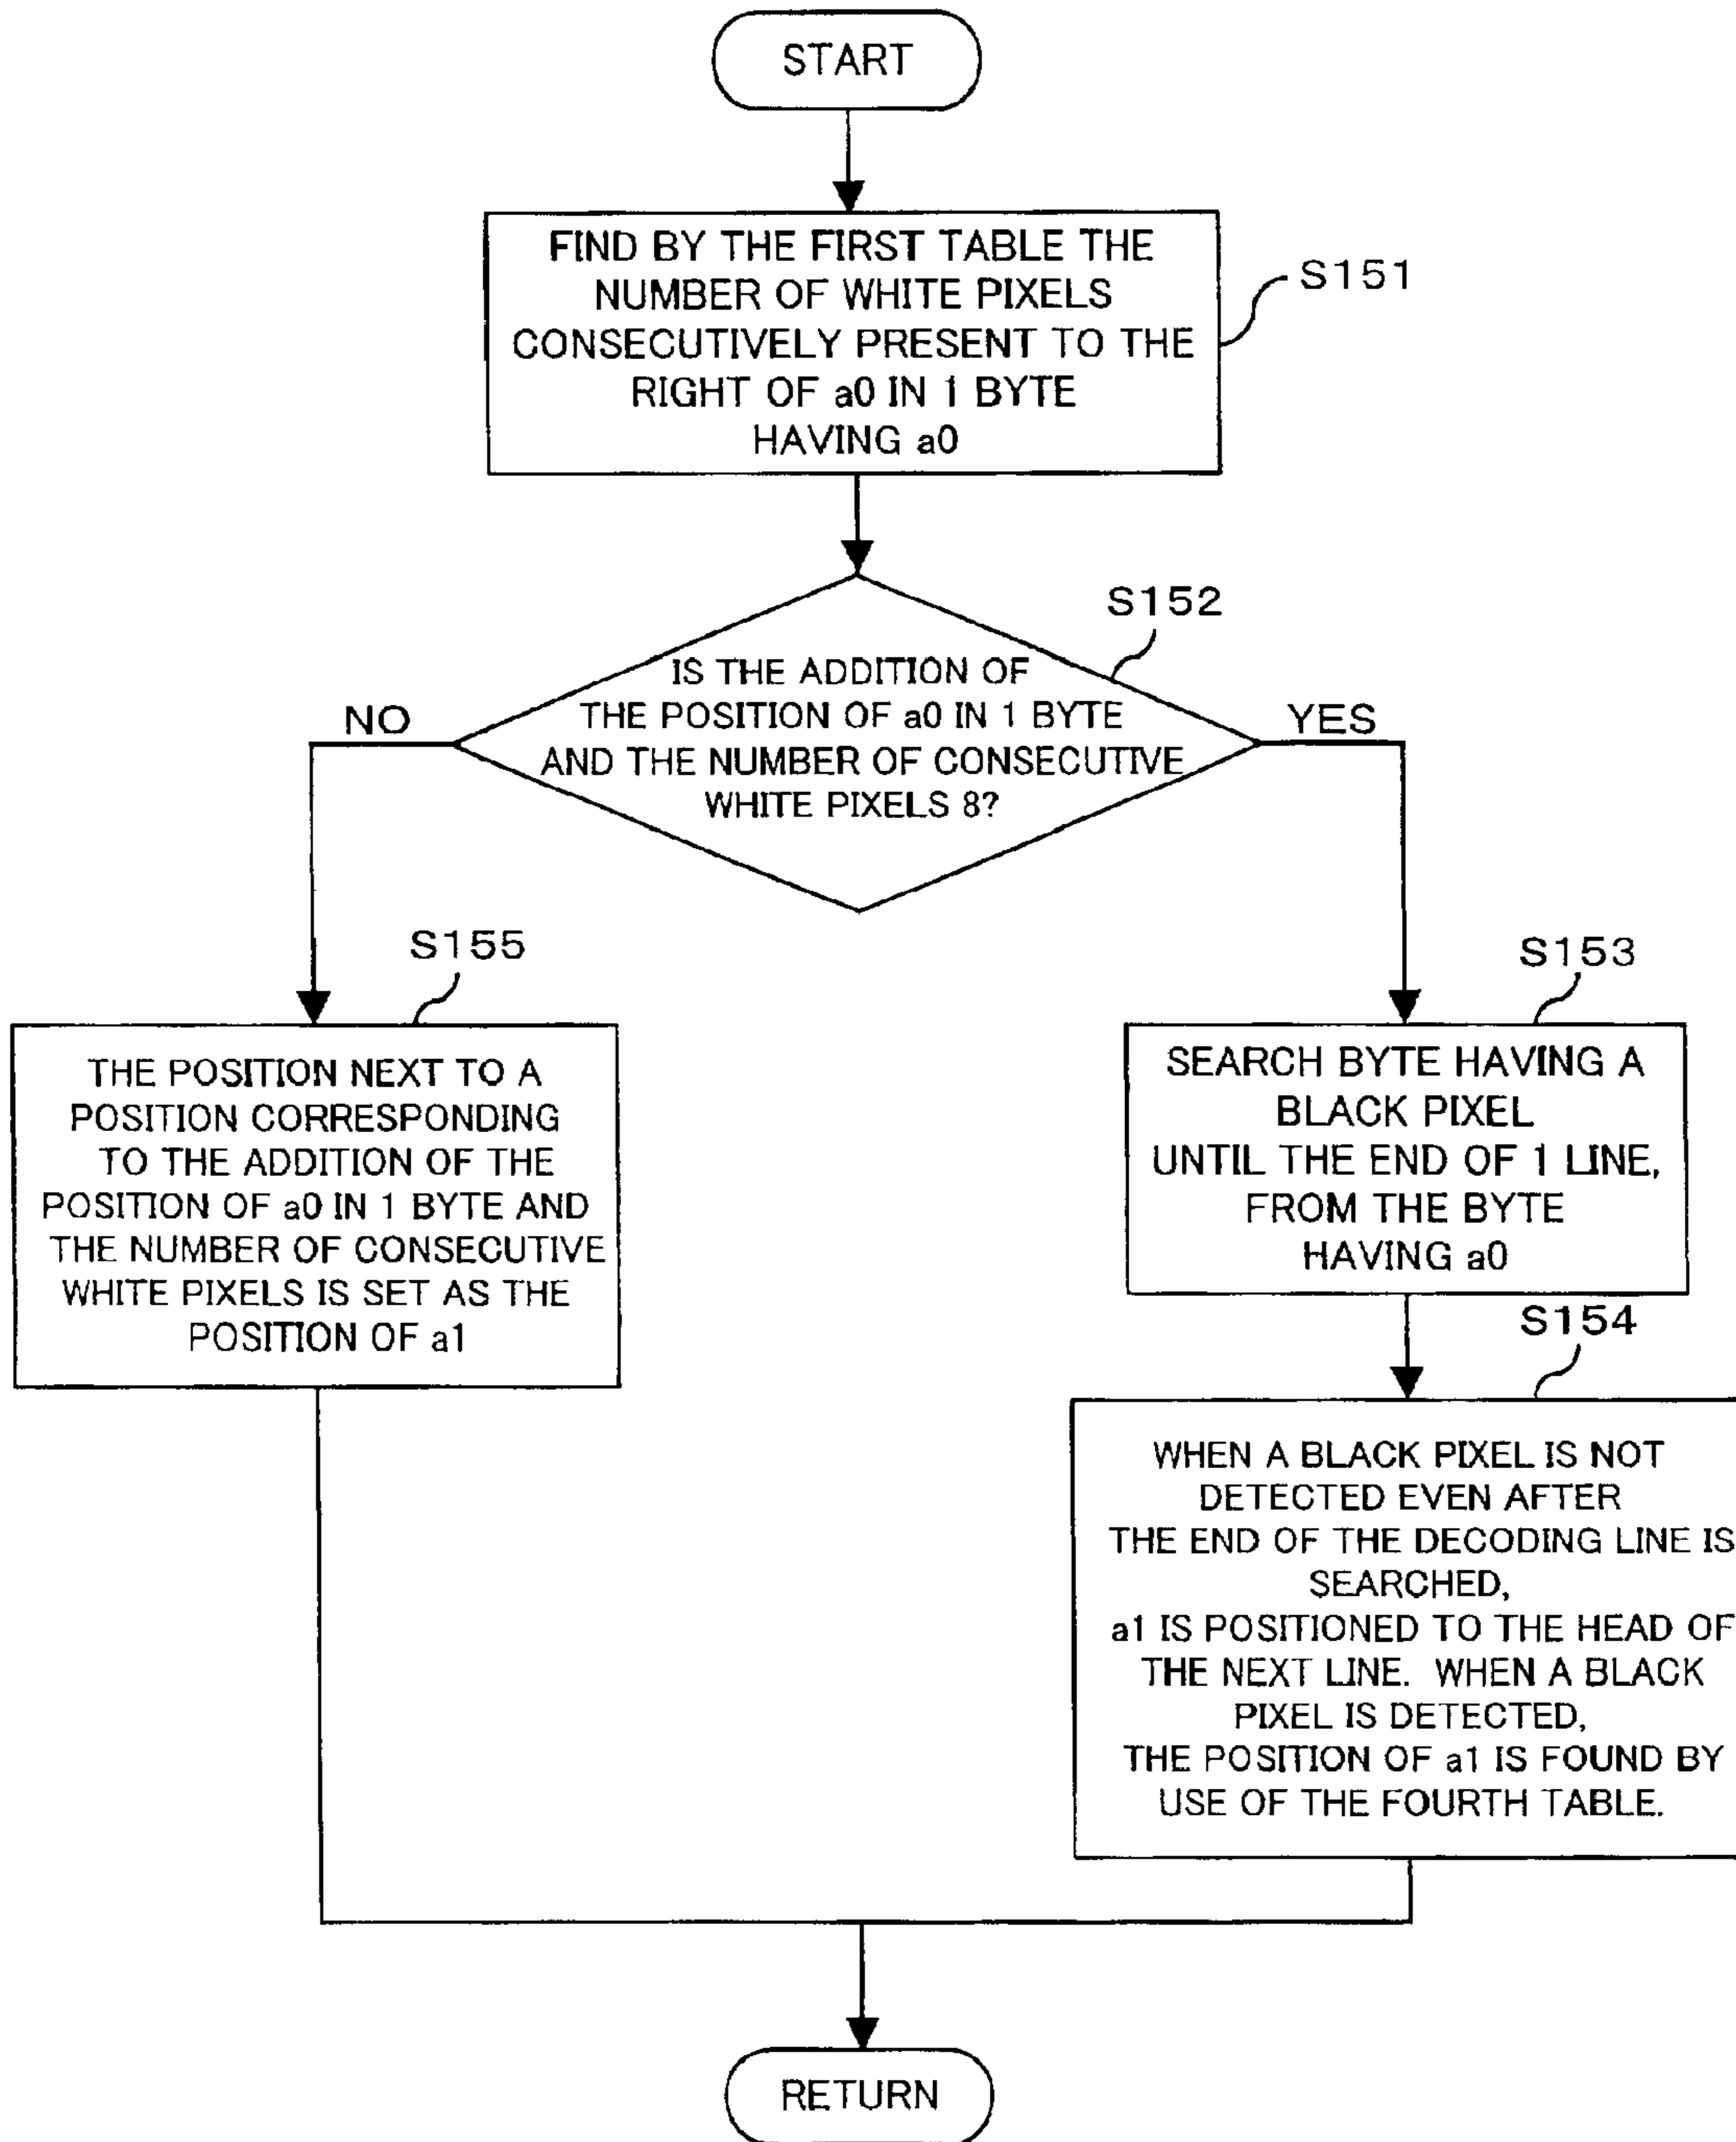 START
FIND BY THE FIRST TABLE THE
NUMBER OF WHITE PIXELS
CONSECUTIVELY PRESENT TO THE
RIGHT OF a0 IN 1 BYTE
HAVING a0
S151
S152
IS THE ADDITION OF
THE POSITION OF a0 IN 1 BYTE
AND THE NUMBER OF CONSECUTIVE
WHITE PIXELS 8?
NO
YES
S155
THE POSITION NEXT TO A
POSITION CORRESPONDING
TO THE ADDITION OF THE
POSITION OF a0 IN 1 BYTE AND
THE NUMBER OF CONSECUTIVE
WHITE PIXELS IS SET AS THE
POSITION OF a1
S153
SEARCH BYTE HAVING A
BLACK PIXEL
UNTIL THE END OF 1 LINE,
FROM THE BYTE
HAVING a0
S154
WHEN A BLACK PIXEL IS NOT
DETECTED EVEN AFTER
THE END OF THE DECODING LINE IS
SEARCHED,
a1 IS POSITIONED TO THE HEAD OF
THE NEXT LINE. WHEN A BLACK
PIXEL IS DETECTED,
THE POSITION OF a1 IS FOUND BY
USE OF THE FOURTH TABLE.
RETURN